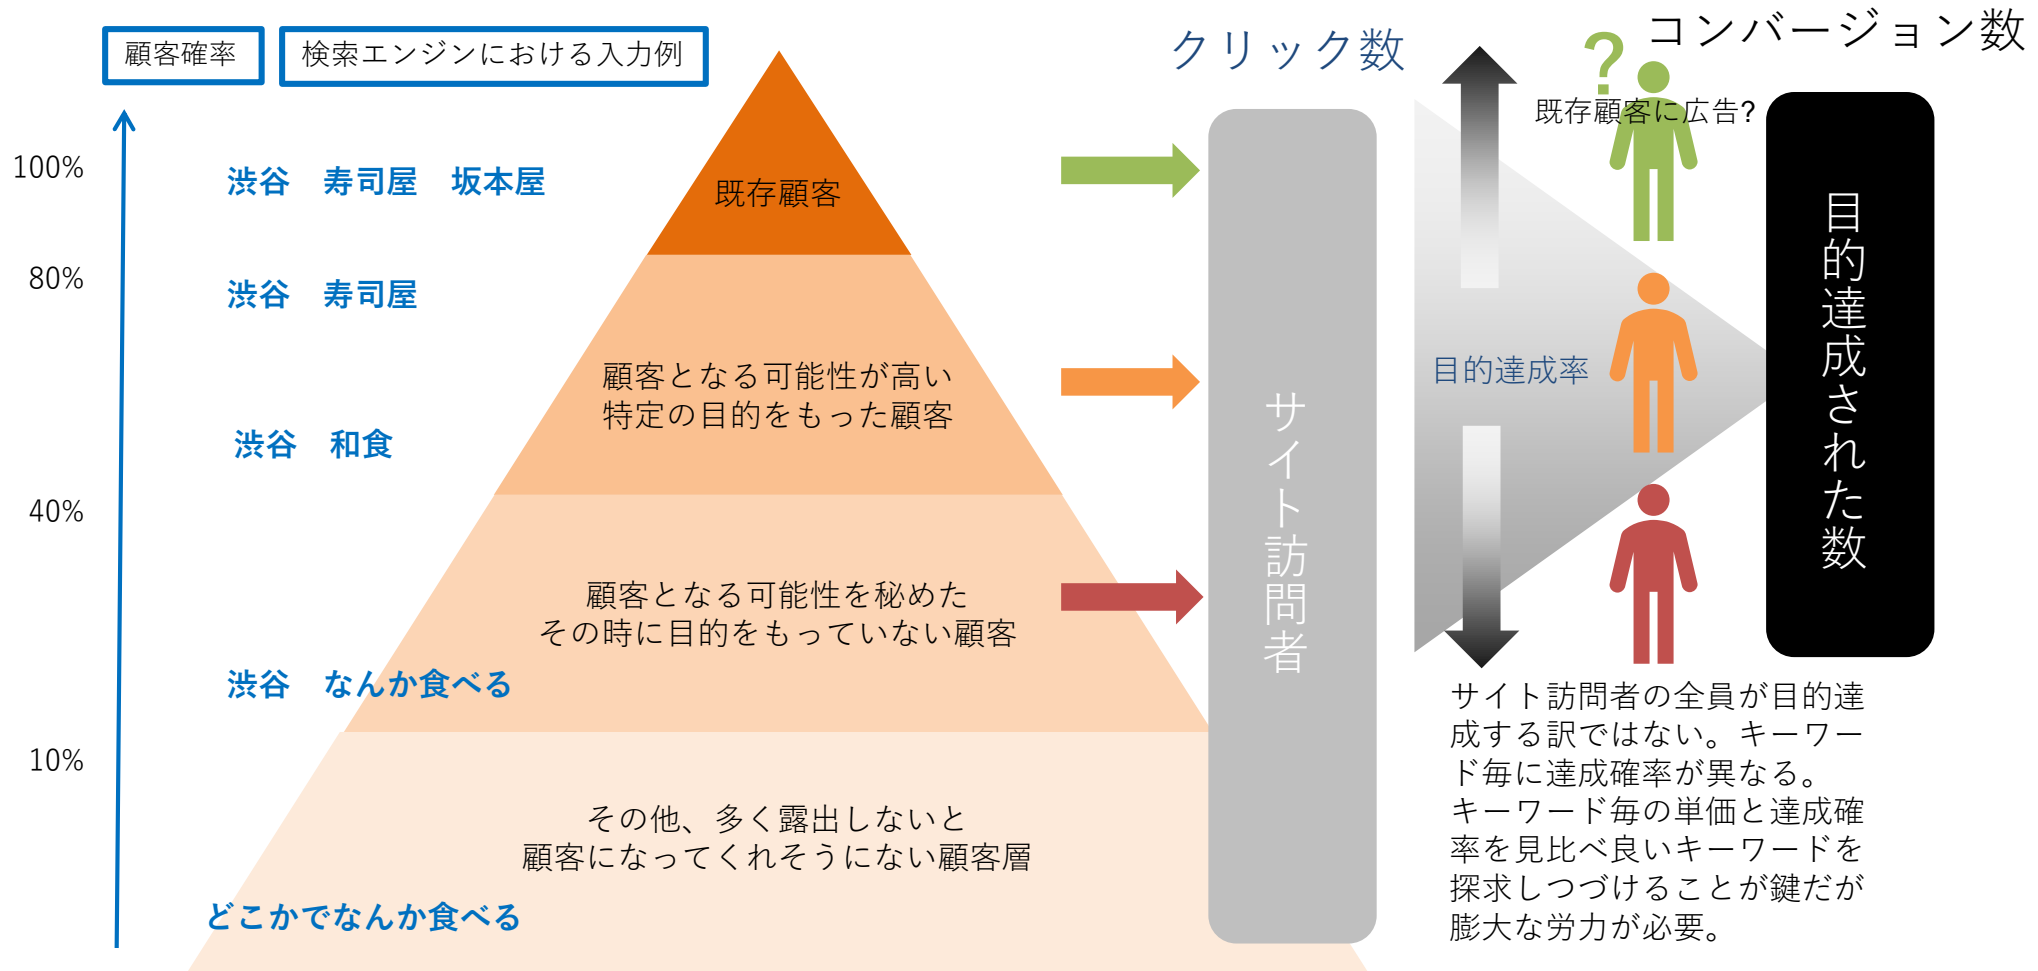 顧客確率
検索エンジンにおける入力例
クリック数
コンバージョン数
?
既存顧客に広告?
100%
渋谷　寿司屋　坂本屋
既存顧客
80%
渋谷　寿司屋
顧客となる可能性が高い
特定の目的をもった顧客
渋谷　和食
40%
顧客となる可能性を秘めた
その時に目的をもっていない顧客
渋谷　なんか食べる
10%
その他、多く露出しないと
顧客になってくれそうにない顧客層
どこかでなんか食べる
サイト訪問者
目的達成率
目的達成された数
サイト訪問者の全員が目的達
成する訳ではない。キーワー
ド毎に達成確率が異なる。
キーワード毎の単価と達成確
率を見比べ良いキーワードを
探求しつづけることが鍵だが
膨大な労力が必要。